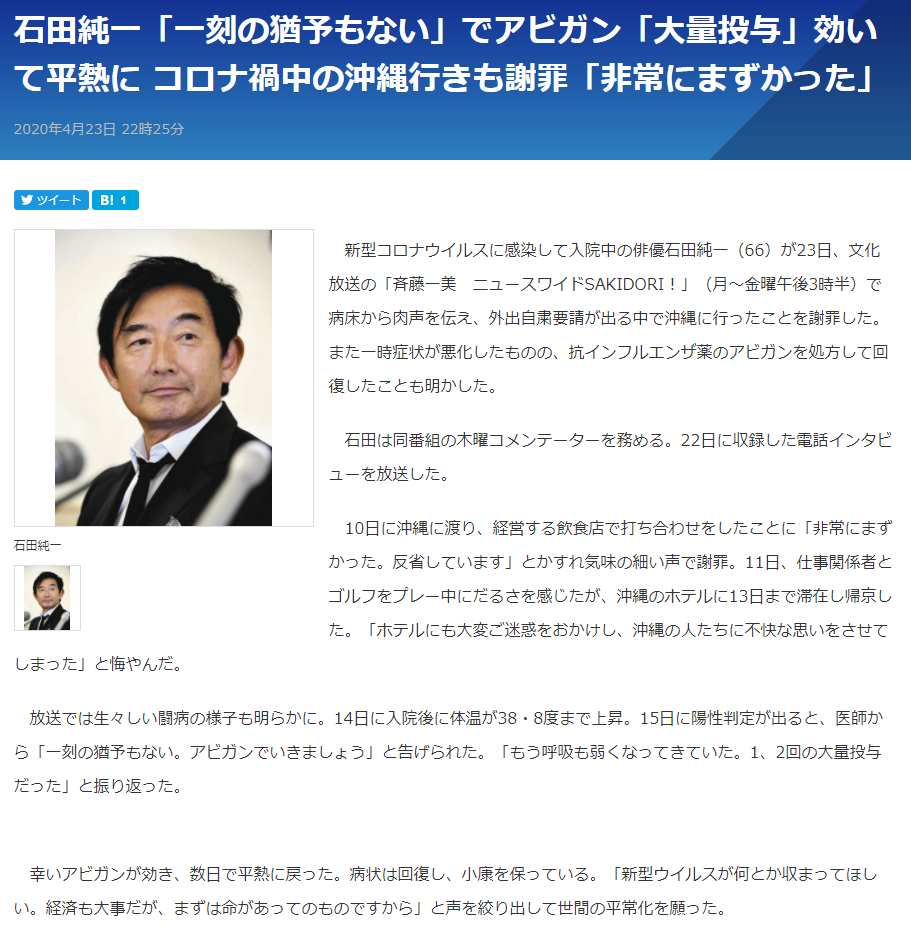 石田純一「一刻の猶予もない」でアビガン「大量投与」効い
て平熱に コロナ禍中の沖縄行きも謝罪「非常にまずかった」
2020年4月23日 22時25分
ツイート B! 1
石田純一
　新型コロナウイルスに感染して入院中の俳優石田純一（66）が23日、文化
放送の「斉藤一美　ニュースワイドSAKIDORI！」（月～金曜午後3時半）で
病床から肉声を伝え、外出自粛要請が出る中で沖縄に行ったことを謝罪した。
また一時症状が悪化したものの、抗インフルエンザ薬のアビガンを処方して回
復したことも明かした。
　石田は同番組の木曜コメンテーターを務める。22日に収録した電話インタビ
ューを放送した。
　10日に沖縄に渡り、経営する飲食店で打ち合わせをしたことに「非常にまず
かった。反省しています」とかすれ気味の細い声で謝罪。11日、仕事関係者と
ゴルフをプレー中にだるさを感じたが、沖縄のホテルに13日まで滞在し帰京し
た。「ホテルにも大変ご迷惑をおかけし、沖縄の人たちに不快な思いをさせて
しまった」と悔やんだ。
　放送では生々しい闘病の様子も明らかに。14日に入院後に体温が38・8度まで上昇。15日に陽性判定が出ると、医師か
ら「一刻の猶予もない。アビガンでいきましょう」と告げられた。「もう呼吸も弱くなってきていた。1、2回の大量投与
だった」と振り返った。
　幸いアビガンが効き、数日で平熱に戻った。病状は回復し、小康を保っている。「新型ウイルスが何とか収まってほし
い。経済も大事だが、まずは命があってのものですから」と声を絞り出して世間の平常化を願った。